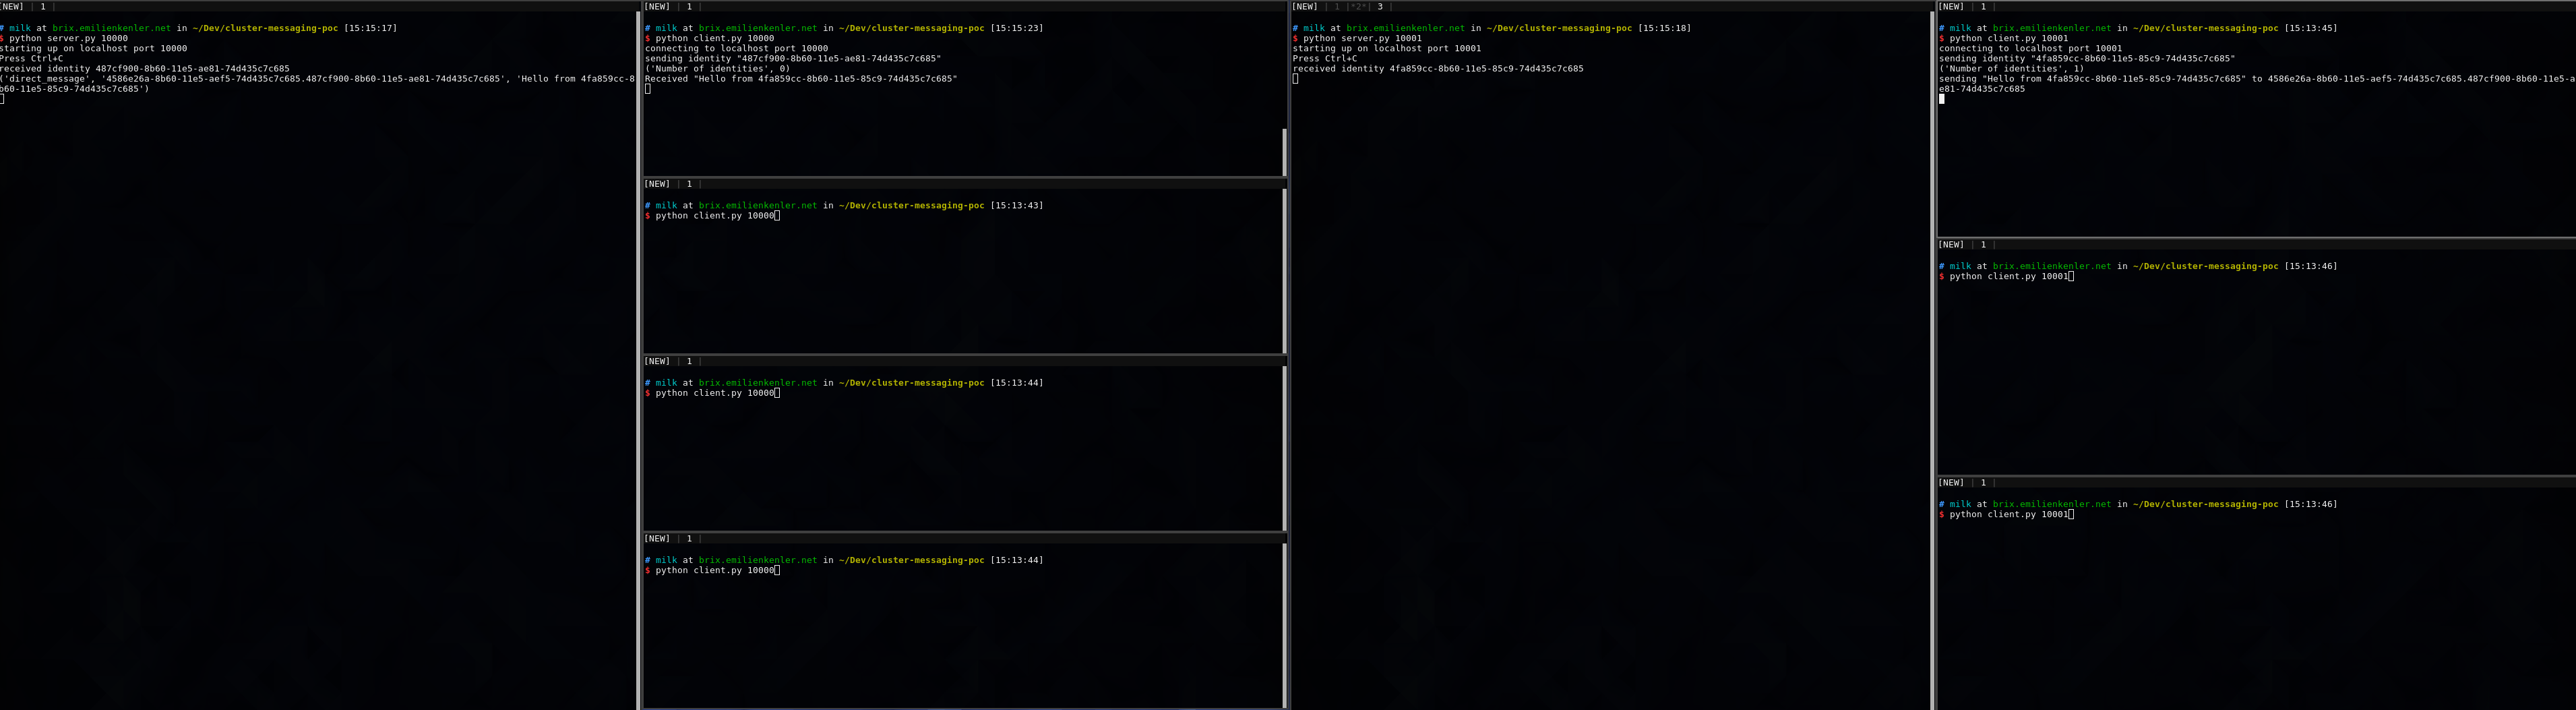 [NEW] | 1 |
# milk at brix.emilienkenler.net in ~/Dev/cluster-messaging-poc [15:15:17]
$ python server.py 10000
starting up on localhost port 10000
Press Ctrl+C
received identity 487cf900-8b60-11e5-ae81-74d435c7c685
('direct_message', '4586e26a-8b60-11e5-aef5-74d435c7c685.487cf900-8b60-11e5-ae81-74d435c7c685', 'Hello from 4fa859cc-8
b60-11e5-85c9-74d435c7c685')
[NEW] | 1 |
# milk at brix.emilienkenler.net in ~/Dev/cluster-messaging-poc [15:15:23]
$ python client.py 10000
connecting to localhost port 10000
sending identity "487cf900-8b60-11e5-ae81-74d435c7c685"
('Number of identities', 0)
Received "Hello from 4fa859cc-8b60-11e5-85c9-74d435c7c685"
[NEW] | 1 |
# milk at brix.emilienkenler.net in ~/Dev/cluster-messaging-poc [15:13:43]
$ python client.py 10000
[NEW] | 1 |
# milk at brix.emilienkenler.net in ~/Dev/cluster-messaging-poc [15:13:44]
$ python client.py 10000
[NEW] | 1 |
# milk at brix.emilienkenler.net in ~/Dev/cluster-messaging-poc [15:13:44]
$ python client.py 10000
[NEW] | 1 |*2*| 3 |
# milk at brix.emilienkenler.net in ~/Dev/cluster-messaging-poc [15:15:18]
$ python server.py 10001
starting up on localhost port 10001
Press Ctrl+C
received identity 4fa859cc-8b60-11e5-85c9-74d435c7c685
[NEW] | 1 |
# milk at brix.emilienkenler.net in ~/Dev/cluster-messaging-poc [15:13:45]
$ python client.py 10001
connecting to localhost port 10001
sending identity "4fa859cc-8b60-11e5-85c9-74d435c7c685"
('Number of identities', 1)
sending "Hello from 4fa859cc-8b60-11e5-85c9-74d435c7c685" to 4586e26a-8b60-11e5-aef5-74d435c7c685.487cf900-8b60-11e5-a
e81-74d435c7c685
[NEW] | 1 |
# milk at brix.emilienkenler.net in ~/Dev/cluster-messaging-poc [15:13:46]
$ python client.py 10001
[NEW] | 1 |
# milk at brix.emilienkenler.net in ~/Dev/cluster-messaging-poc [15:13:46]
$ python client.py 10001